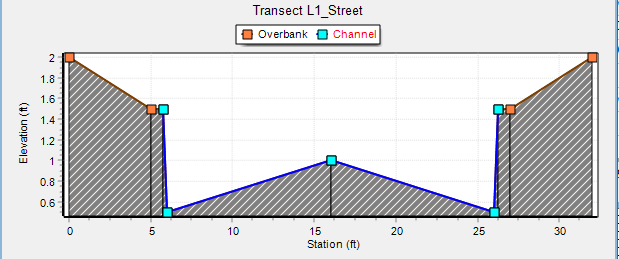 Transect L1_Street
Overbank Channel
2
1.8
1.6
1.4
1.2
1
0.8
0.6
Elevation (ft)
0 5 10 15 20 25 30
Station (ft)